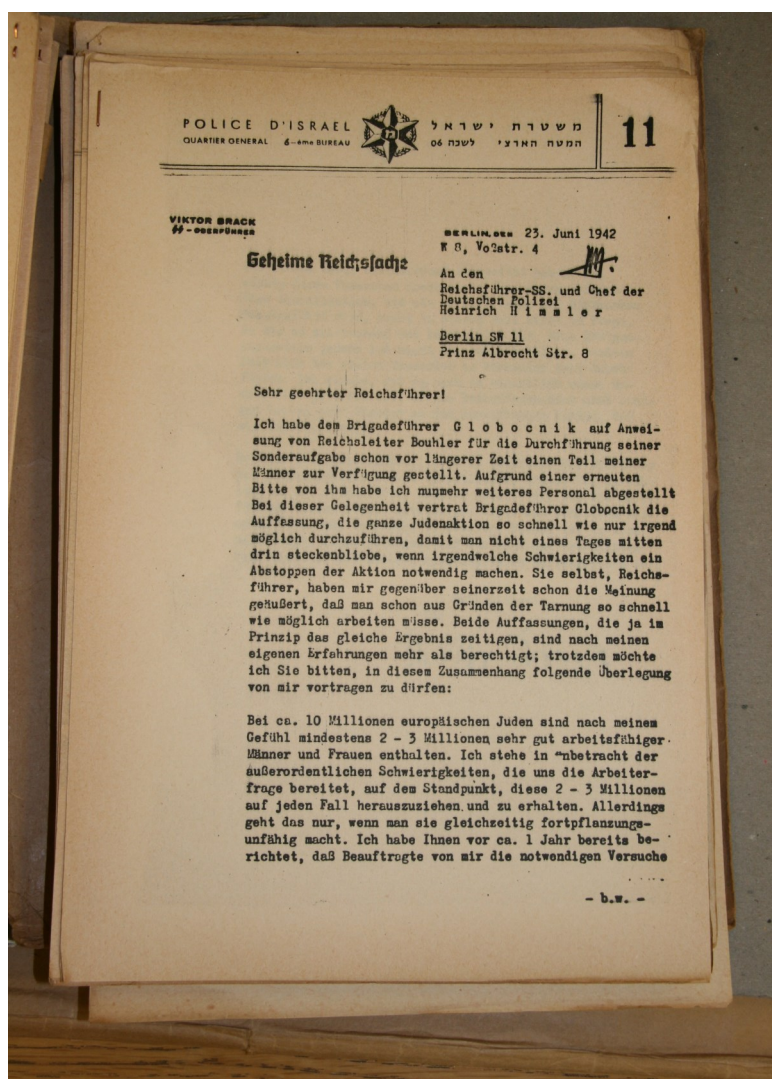 POLICE D'ISRAEL משטרת ישראל 11
QUARTIER GENERAL 6-ème BUREAU המטה הארצי לשכה 06
VIKTOR BRACK
SS-OBERFÜHRER
BERLIN, DEN 23. Juni 1942
W 8, Voßstr. 4
Geheime Reichssache
An den
Reichsführer-SS. und Chef der
Deutschen Polizei
Heinrich H i m m l e r
Berlin SW 11
Prinz Albrecht Str. 8
Sehr geehrter Reichsführer!
Ich habe dem Brigadeführer G l o b o c n i k auf Anwei-
sung von Reichsleiter Bouhler für die Durchführung seiner
Sonderaufgabe schon vor längerer Zeit einen Teil meiner
Männer zur Verfügung gestellt. Aufgrund einer erneuten
Bitte von ihm habe ich nunmehr weiteres Personal abgestellt
Bei dieser Gelegenheit vertrat Brigadeführer Globocnik die
Auffassung, die ganze Judenaktion so schnell wie nur irgend
möglich durchzuführen, damit man nicht eines Tages mitten
drin steckenbliebe, wenn irgendwelche Schwierigkeiten ein
Abstoppen der Aktion notwendig machen. Sie selbst, Reichs-
führer, haben mir gegenüber seinerzeit schon die Meinung
geäußert, daß man schon aus Gründen der Tarnung so schnell
wie möglich arbeiten müsse. Beide Auffassungen, die ja im
Prinzip das gleiche Ergebnis zeitigen, sind nach meinen
eigenen Erfahrungen mehr als berechtigt; trotzdem möchte
ich Sie bitten, in diesem Zusammenhang folgende Überlegung
von mir vortragen zu dürfen:
Bei ca. 10 Millionen europäischen Juden sind nach meinem
Gefühl mindestens 2 - 3 Millionen sehr gut arbeitsfähiger
Männer und Frauen enthalten. Ich stehe in Anbetracht der
außerordentlichen Schwierigkeiten, die uns die Arbeiter-
frage bereitet, auf dem Standpunkt, diese 2 - 3 Millionen
auf jeden Fall herauszuziehen und zu erhalten. Allerdings
geht das nur, wenn man sie gleichzeitig fortpflanzungs-
unfähig macht. Ich habe Ihnen vor ca. 1 Jahr bereits be-
richtet, daß Beauftragte von mir die notwendigen Versuche
- b.w. -